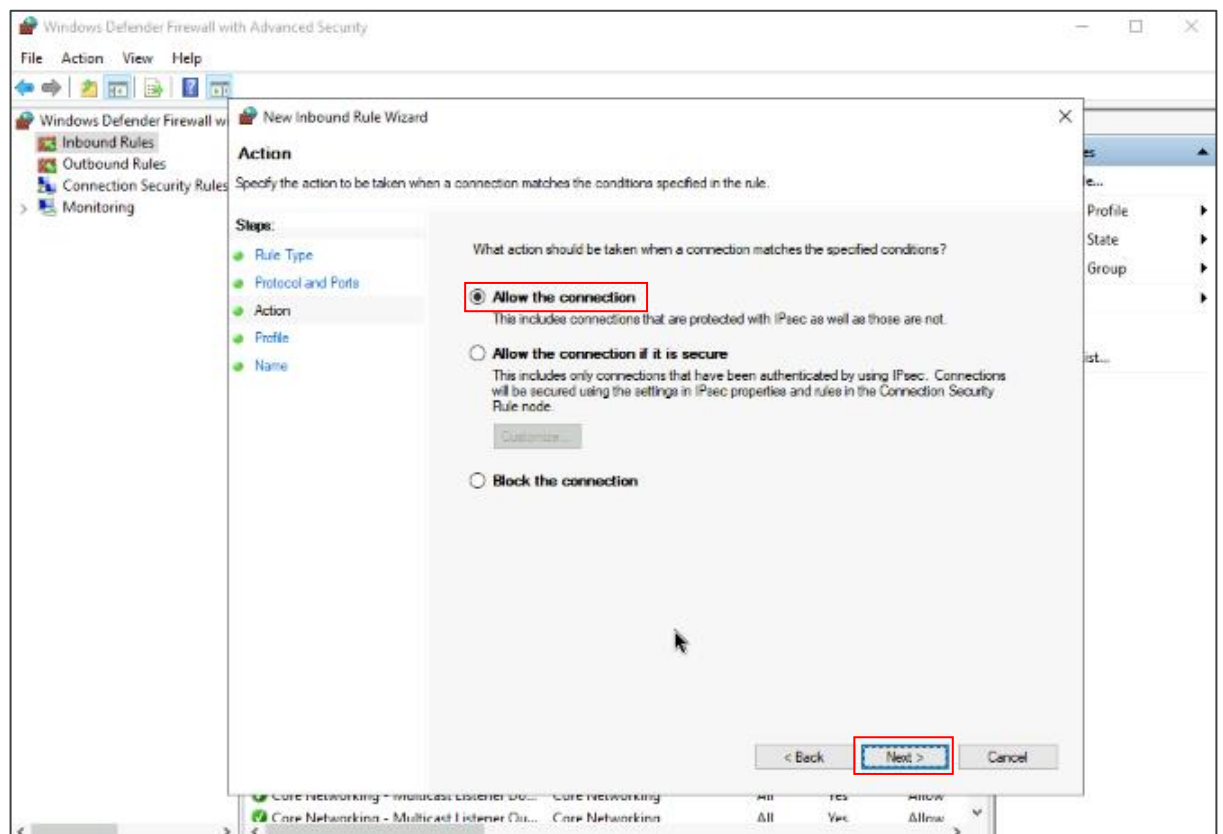 Windows Defender Firewall with Advanced Security
File Action View Help
Windows Defender Firewall w
Inbound Rules
Outbound Rules
Connection Security Rules
Monitoring
New Inbound Rule Wizard
Action
Specify the action to be taken when a connection matches the conditions specified in the rule.
Steps:
Rule Type
Protocol and Ports
Action
Profile
Name
What action should be taken when a connection matches the specified conditions?
Allow the connection
This includes connections that are protected with IPsec as well as those are not.
Allow the connection if it is secure
This includes only connections that have been authenticated by using IPsec. Connections
will be secured using the settings in IPsec properties and rules in the Connection Security
Rule node.
Customize...
Block the connection
< Back Next > Cancel
es
le...
Profile
State
Group
ist...
Core Networking - Multicast Listener Do... Core Networking All Yes Allow
Core Networking - Multicast Listener Qu... Core Networking All Yes Allow